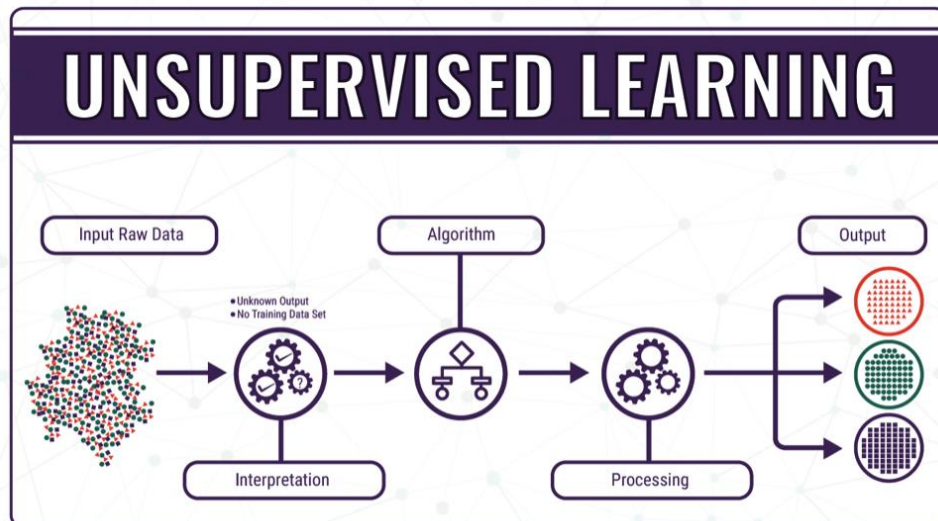 UNSUPERVISED LEARNING
Input Raw Data
Algorithm
Output
• Unknown Output
• No Training Data Set
?
Interpretation
Processing